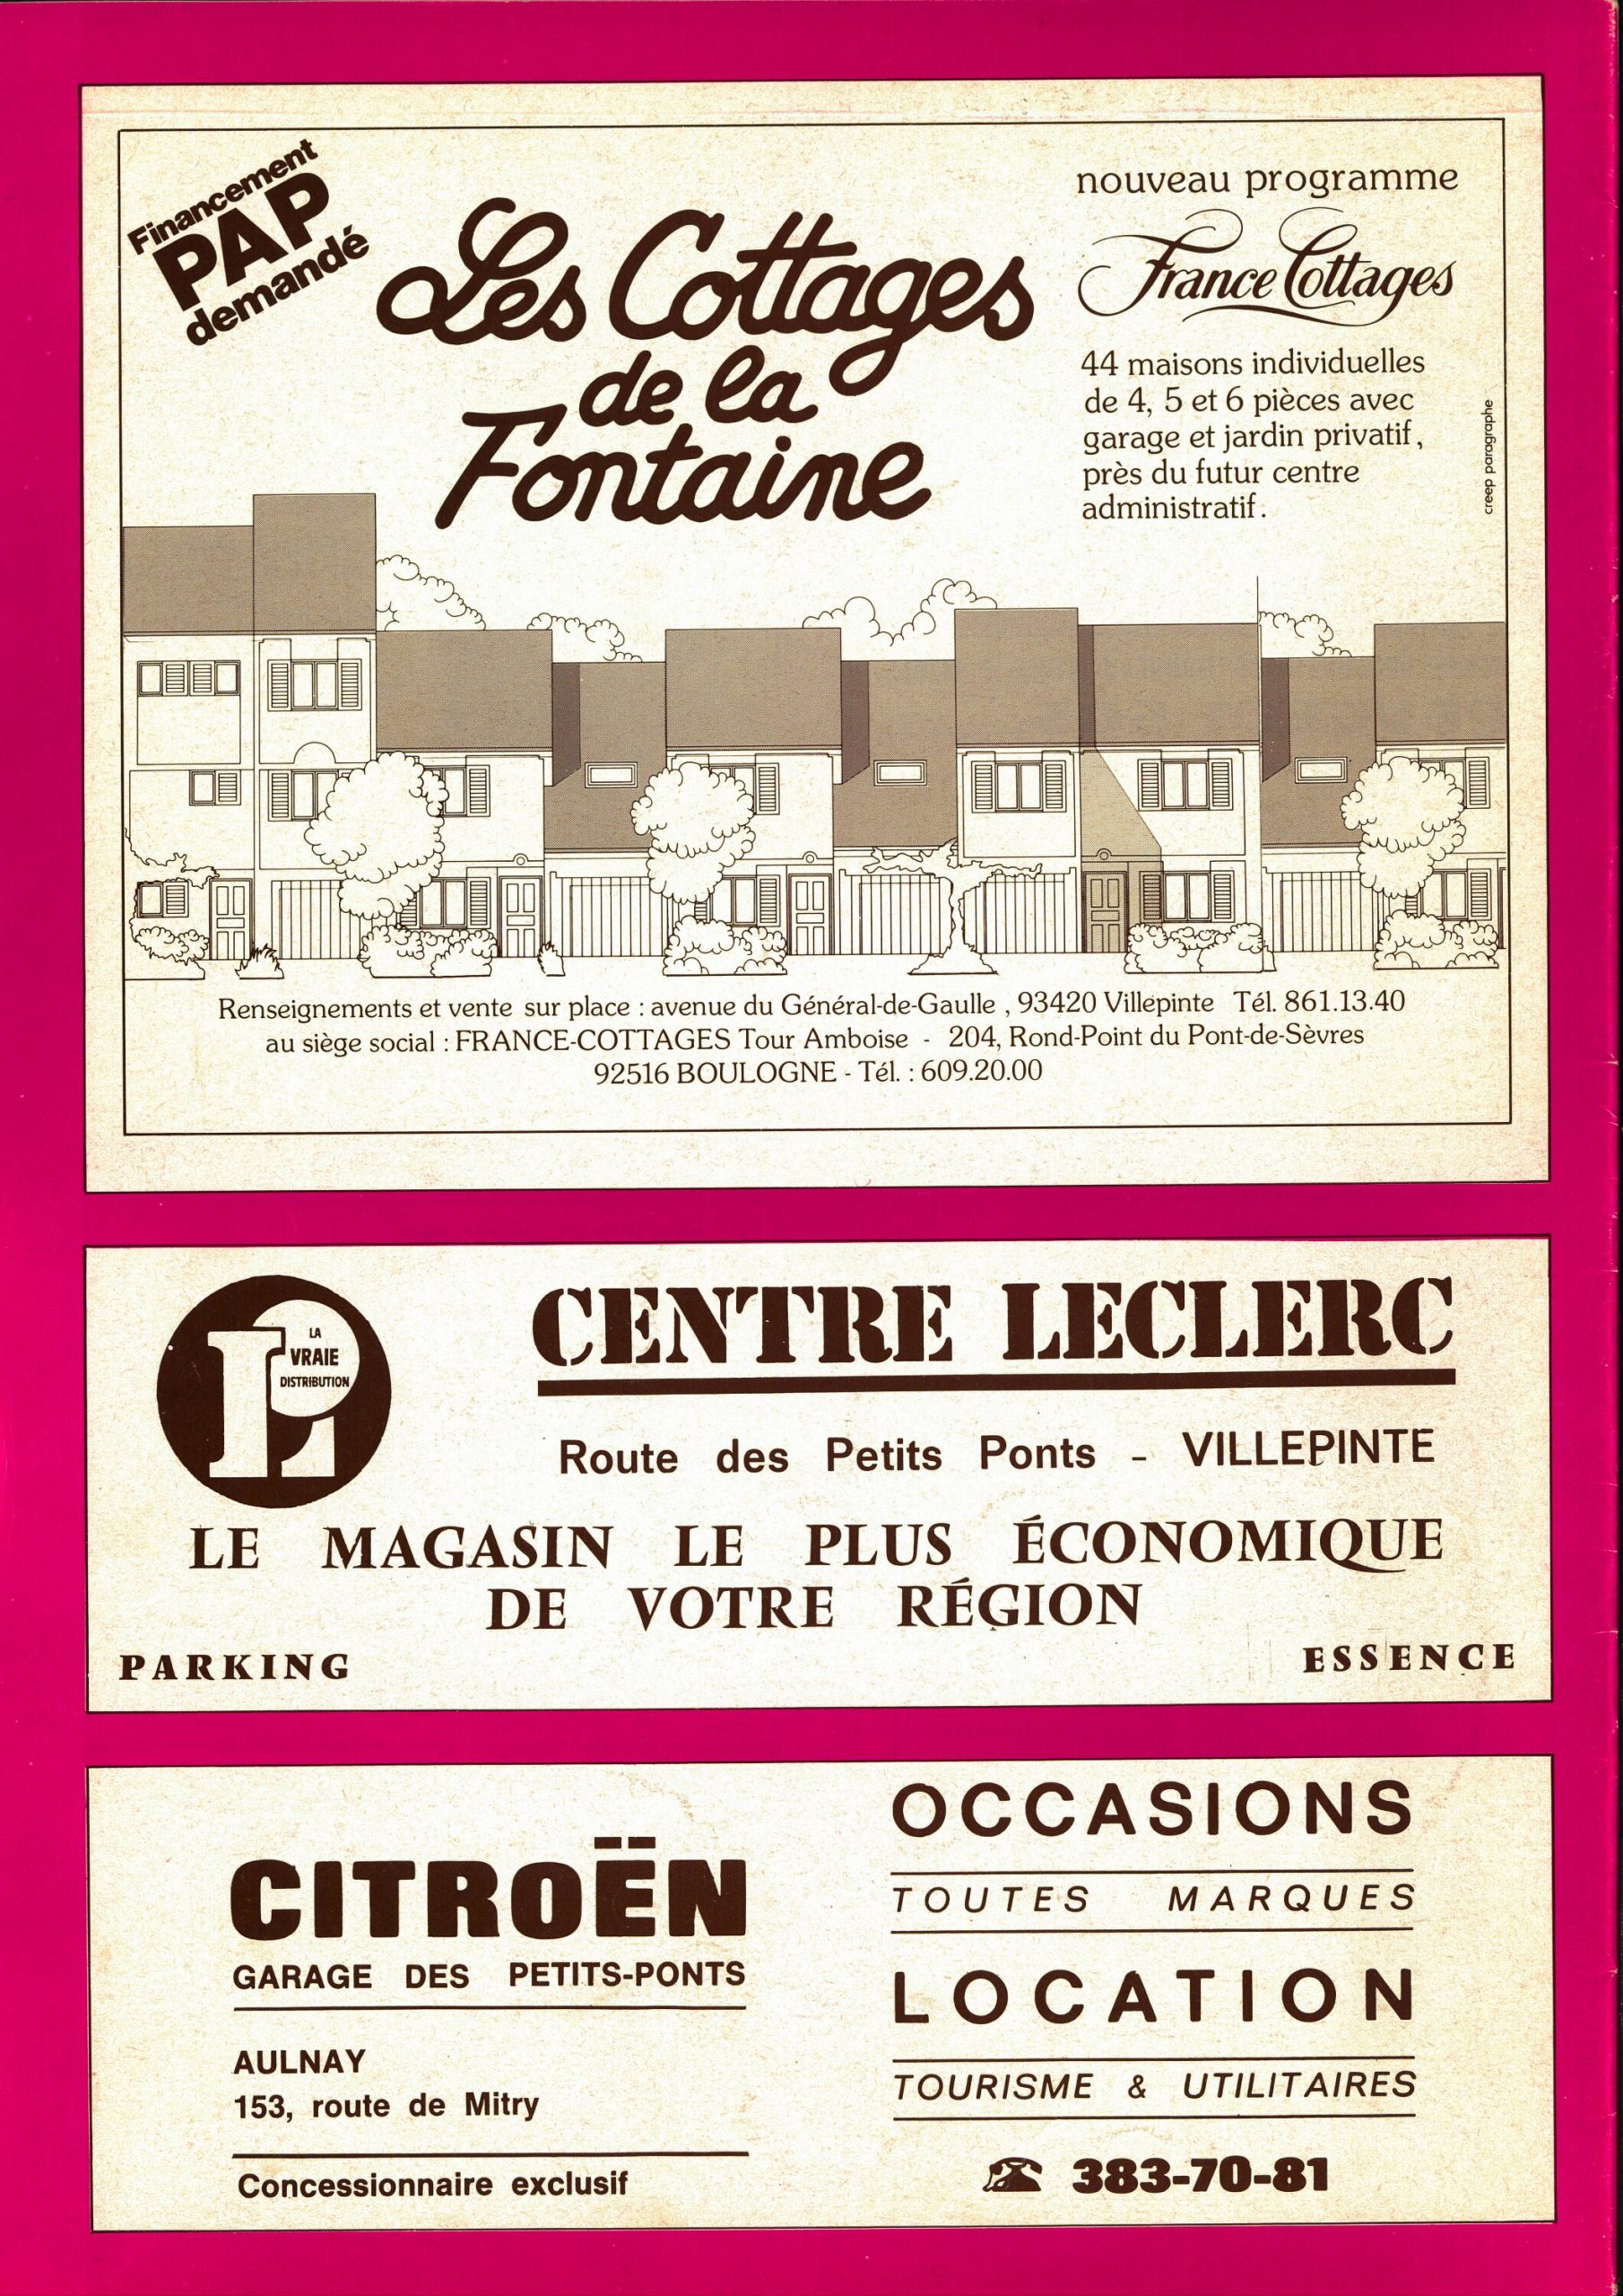 Financement
PAP
demandé
Les Cottages
de la
Fontaine
nouveau programme
France Cottages
44 maisons individuelles
de 4, 5 et 6 pièces avec
garage et jardin privatif,
près du futur centre
administratif.
creep paragraphe
Renseignements et vente sur place : avenue du Général-de-Gaulle , 93420 Villepinte Tél. 861.13.40
au siège social : FRANCE-COTTAGES Tour Amboise - 204, Rond-Point du Pont-de-Sèvres
92516 BOULOGNE - Tél. : 609.20.00
L
LA
VRAIE
DISTRIBUTION
CENTRE LECLERC
Route des Petits Ponts - VILLEPINTE
LE MAGASIN LE PLUS ÉCONOMIQUE
DE VOTRE RÉGION
PARKING
ESSENCE
CITROËN
GARAGE DES PETITS-PONTS
AULNAY
153, route de Mitry
Concessionnaire exclusif
OCCASIONS
TOUTES MARQUES
LOCATION
TOURISME & UTILITAIRES
383-70-81